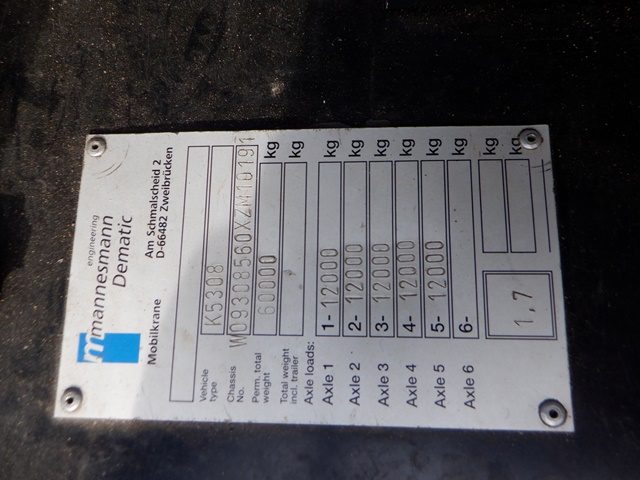 engineering
mannesmann
Dematic
Mobilkrane
Am Schmalscheid 2
D-66482 Zweibrücken
Vehicle type K5308
Chassis No. W09308560XZM10191
Perm. total weight 60000 kg
Total weight incl. trailer kg
Axle loads:
Axle 1 1- 12000 kg
Axle 2 2- 12000 kg
Axle 3 3- 12000 kg
Axle 4 4- 12000 kg
Axle 5 5- 12000 kg
Axle 6 6- kg
kg
1,7 kg